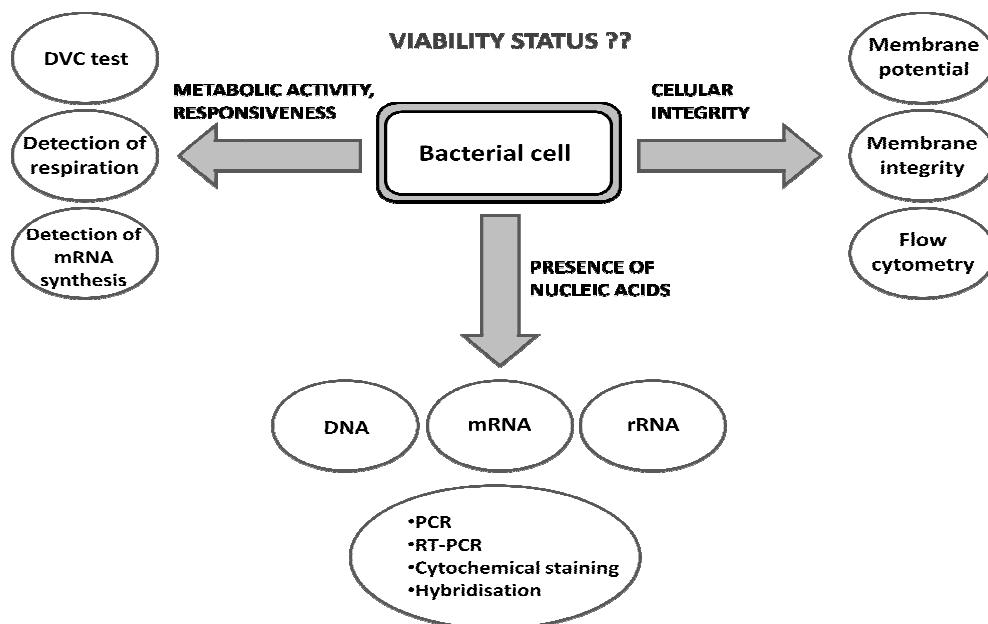 VIABILITY STATUS ??
DVC test
Detection of
respiration
Detection of
mRNA
synthesis
METABOLIC ACTIVITY,
RESPONSIVENESS
Bacterial cell
CELLULAR
INTEGRITY
Membrane
potential
Membrane
integrity
Flow
cytometry
PRESENCE OF
NUCLEIC ACIDS
DNA
mRNA
rRNA
•PCR
•RT-PCR
•Cytochemical staining
•Hybridisation